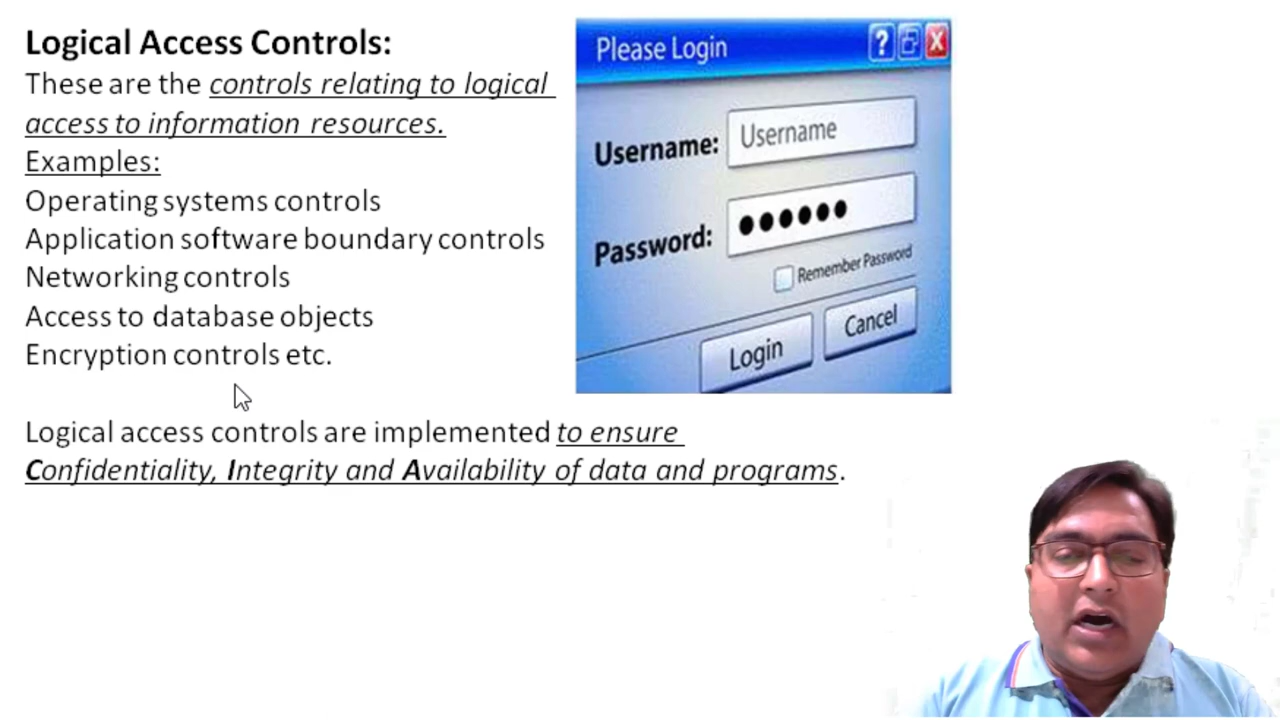 Logical Access Controls:
These are the controls relating to logical
access to information resources.
Examples:
Operating systems controls
Application software boundary controls
Networking controls
Access to database objects
Encryption controls etc.
Logical access controls are implemented to ensure
Confidentiality, Integrity and Availability of data and programs.
Please Login
?
X
Username:
Username
Password:
Remember Password
Login
Cancel